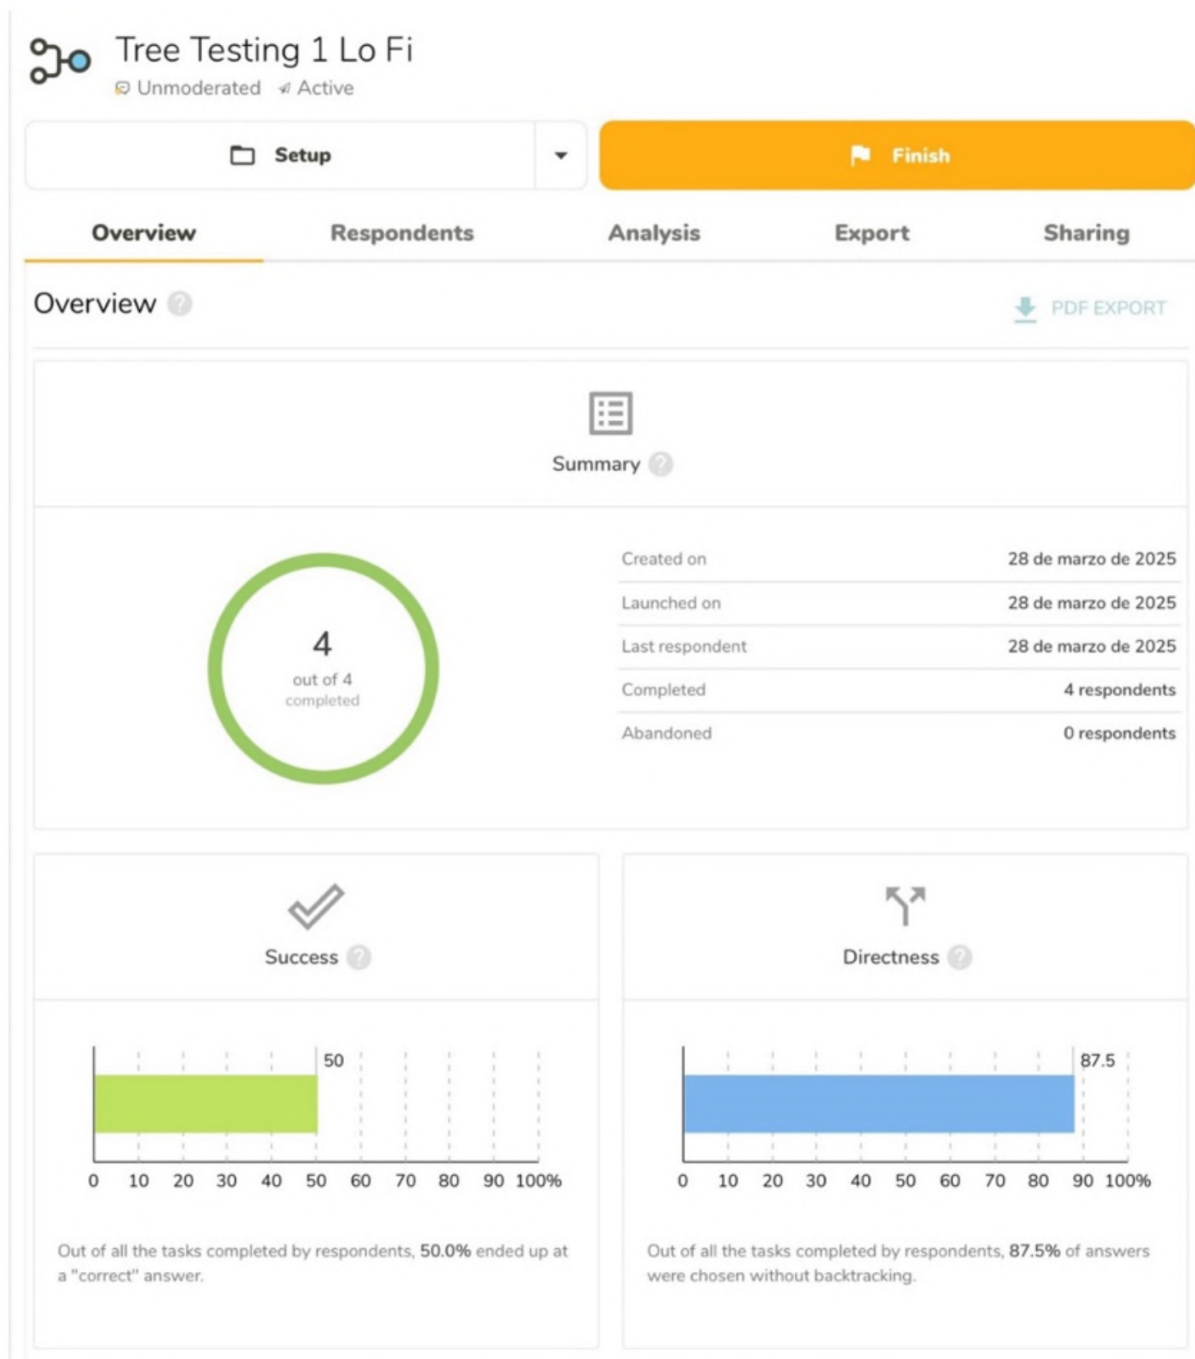 Tree Testing 1 Lo Fi
Unmoderated Active
Setup
Finish
Overview Respondents Analysis Export Sharing
Overview ?
PDF EXPORT
Summary ?
4
out of 4
completed
Created on 28 de marzo de 2025
Launched on 28 de marzo de 2025
Last respondent 28 de marzo de 2025
Completed 4 respondents
Abandoned 0 respondents
Success ?
50
0 10 20 30 40 50 60 70 80 90 100%
Out of all the tasks completed by respondents, 50.0% ended up at
a "correct" answer.
Directness ?
87.5
0 10 20 30 40 50 60 70 80 90 100%
Out of all the tasks completed by respondents, 87.5% of answers
were chosen without backtracking.